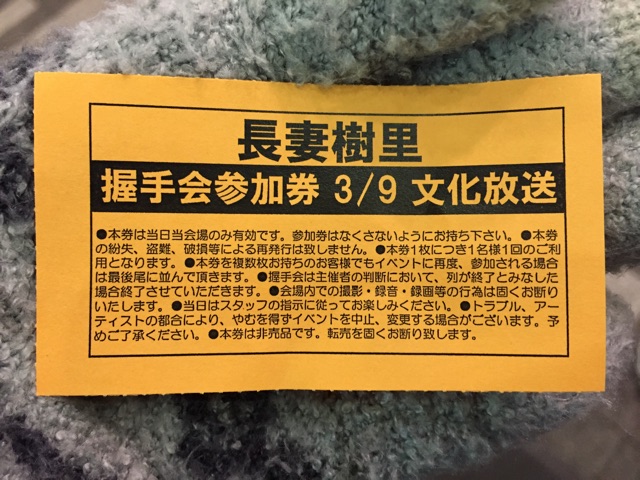 長妻樹里
握手会参加券 3/9 文化放送
●本券は当日当会場のみ有効です。参加券はなくさないようにお持ち下さい。●本券
の紛失、盗難、破損等による再発行は致しません。●本券1枚につき1名様1回のご利
用となります。●本券を複数枚お持ちのお客様でもイベントに再度、参加される場合
は最後尾に並んで頂きます。●握手会は主催者の判断において、列が終了とみなした
場合終了させていただきます。●会場内での撮影・録音・録画等の行為は固くお断り
いたします。●当日はスタッフの指示に従ってお楽しみください。●トラブル、アー
ティストの都合により、やむを得ずイベントを中止、変更する場合がございます。予
めご了承ください。●本券は非売品です。転売を固くお断り致します。